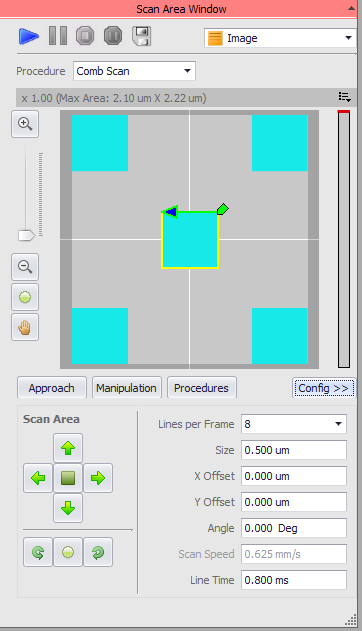 Scan Area Window
Image
Procedure Comb Scan
x 1.00 (Max Area: 2.10 um X 2.22 um)
Approach Manipulation Procedures Config >>
Scan Area
Lines per Frame 8
Size 0.500 um
X Offset 0.000 um
Y Offset 0.000 um
Angle 0.000 Deg
Scan Speed 0.625 mm/s
Line Time 0.800 ms